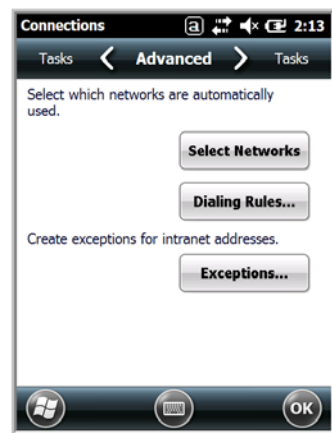 Connections a 2:13
Tasks Advanced Tasks
Select which networks are automatically
used.
Select Networks
Dialing Rules...
Create exceptions for intranet addresses.
Exceptions...
OK